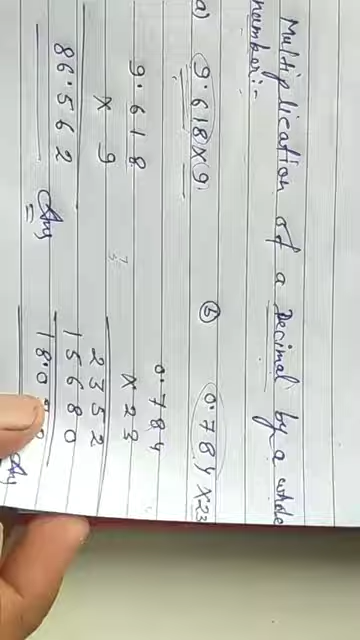 Multiplication of a Decimal by a whole
number:-
a) 9.618×9.
9.618
× 9
86.562 Ans
b) 0.784×23
0.784
×23
2352
15680
18.0